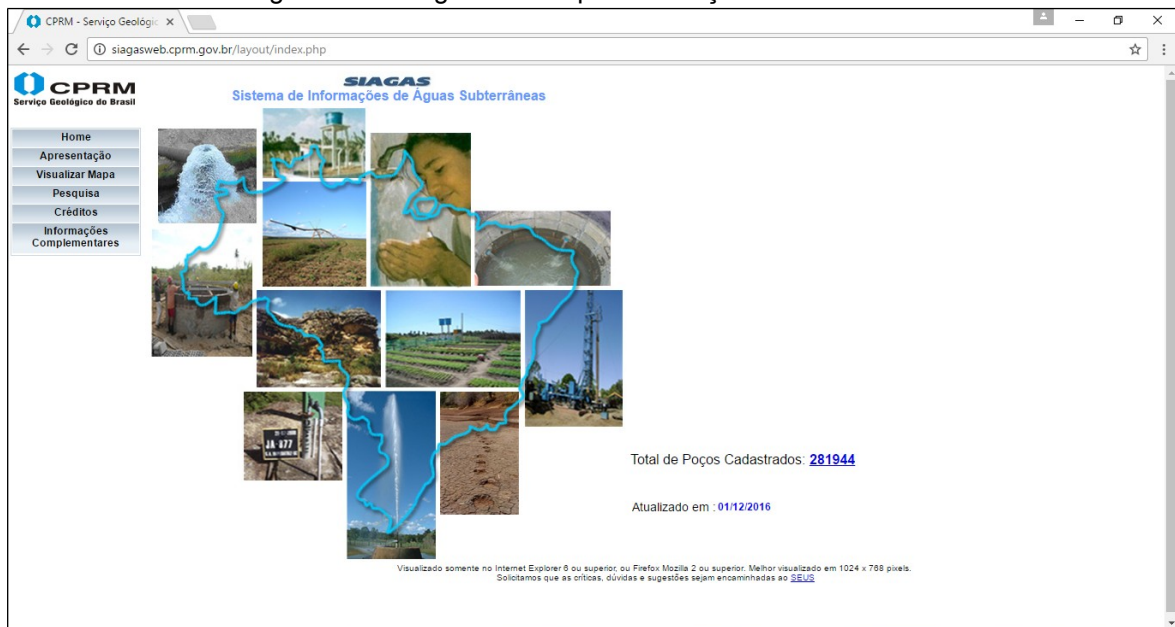 CPRM - Serviço Geológic
siagasweb.cprm.gov.br/layout/index.php
CPRM
Serviço Geológico do Brasil
SIAGAS
Sistema de Informações de Águas Subterrâneas
Home
Apresentação
Visualizar Mapa
Pesquisa
Créditos
Informações
Complementares
JA-877
Total de Poços Cadastrados: 281944
Atualizado em : 01/12/2016
Visualizado somente no Internet Explorer 6 ou superior, ou Firefox Mozilla 2 ou superior. Melhor visualizado em 1024 x 768 pixels.
Solicitamos que as críticas, dúvidas e sugestões sejam encaminhadas ao SEUS